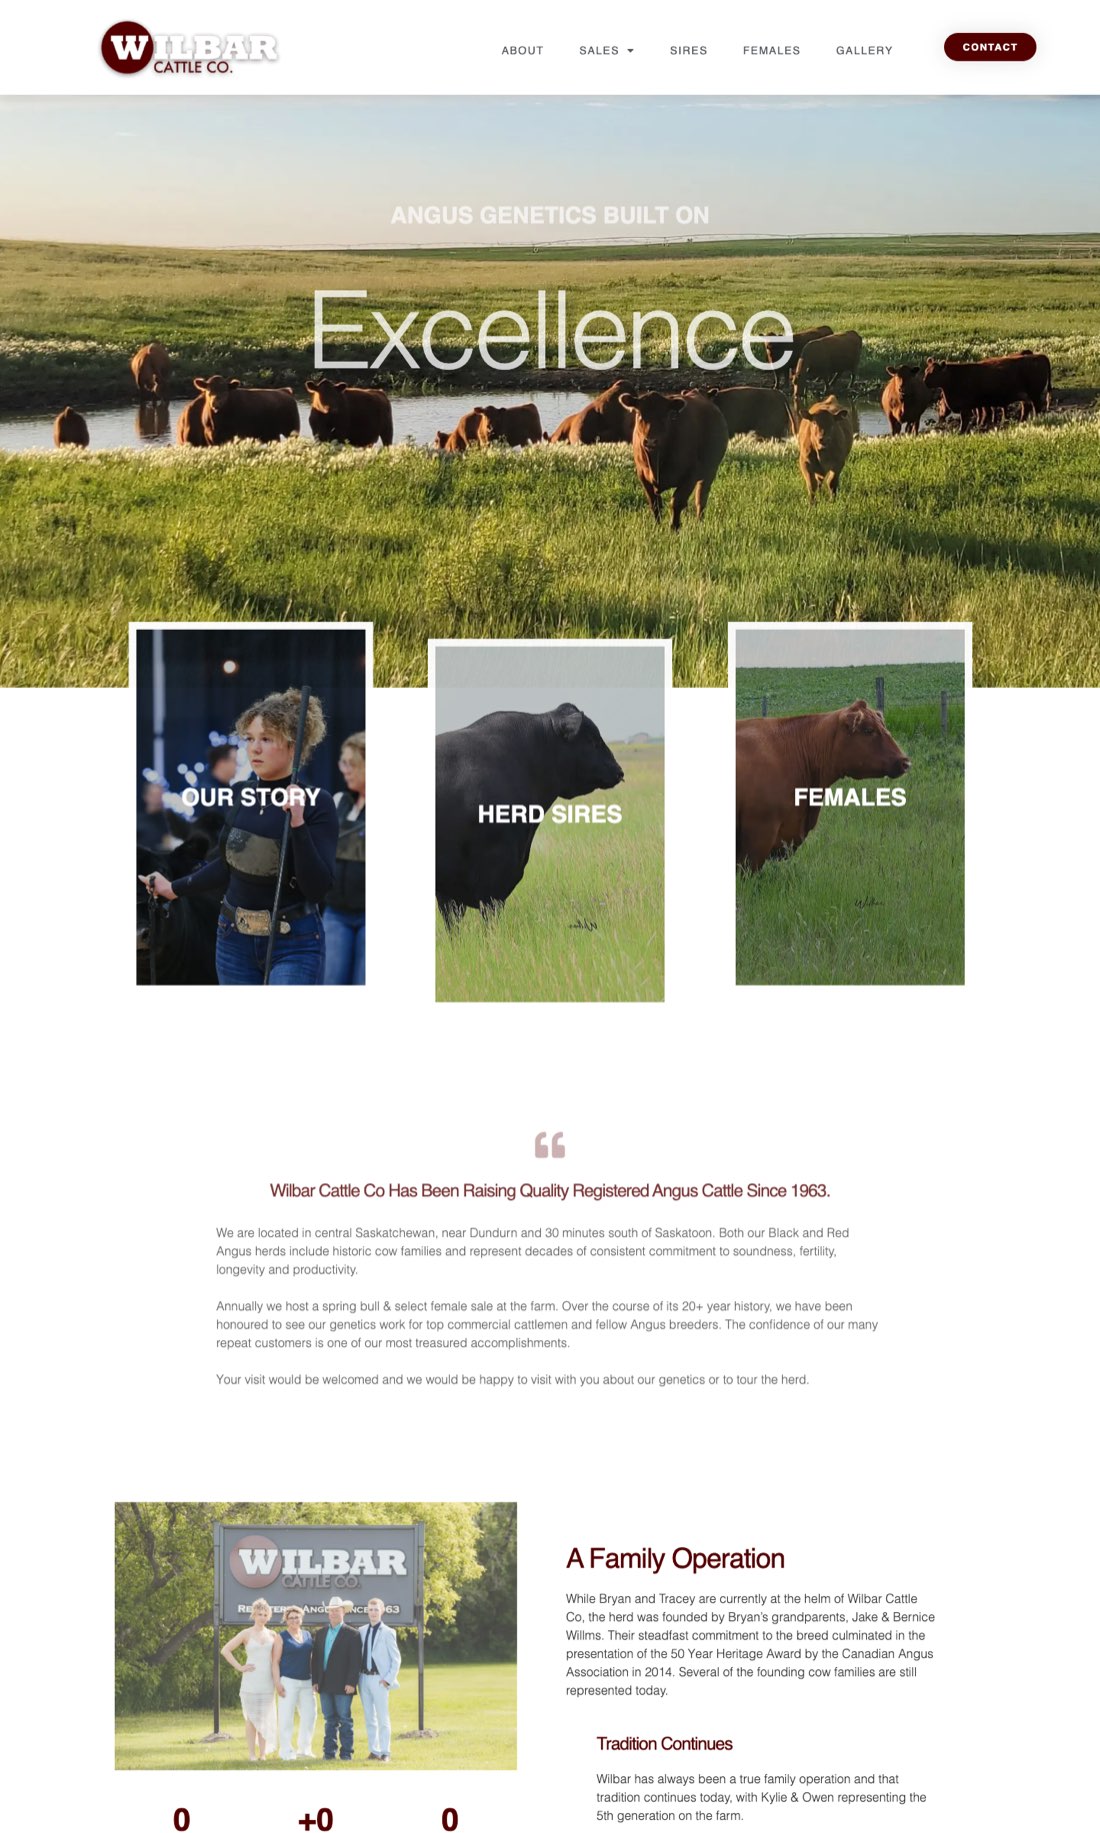 WILBAR
CATTLE CO.
ABOUT
SALES
SIRES
FEMALES
GALLERY
CONTACT
ANGUS GENETICS BUILT ON
Excellence
OUR STORY
HERD SIRES
FEMALES
Wilbar
Wilbar
Wilbar Cattle Co Has Been Raising Quality Registered Angus Cattle Since 1963.
We are located in central Saskatchewan, near Dundurn and 30 minutes south of Saskatoon. Both our Black and Red
Angus herds include historic cow families and represent decades of consistent commitment to soundness, fertility,
longevity and productivity.
Annually we host a spring bull & select female sale at the farm. Over the course of its 20+ year history, we have been
honoured to see our genetics work for top commercial cattlemen and fellow Angus breeders. The confidence of our many
repeat customers is one of our most treasured accomplishments.
Your visit would be welcomed and we would be happy to visit with you about our genetics or to tour the herd.
WILBAR
CATTLE CO.
A Family Operation
While Bryan and Tracey are currently at the helm of Wilbar Cattle
Co, the herd was founded by Bryan's grandparents, Jake & Bernice
Willms. Their steadfast commitment to the breed culminated in the
presentation of the 50 Year Heritage Award by the Canadian Angus
Association in 2014. Several of the founding cow families are still
represented today.
Tradition Continues
Wilbar has always been a true family operation and that
tradition continues today, with Kylie & Owen representing the
5th generation on the farm.
0
+0
0